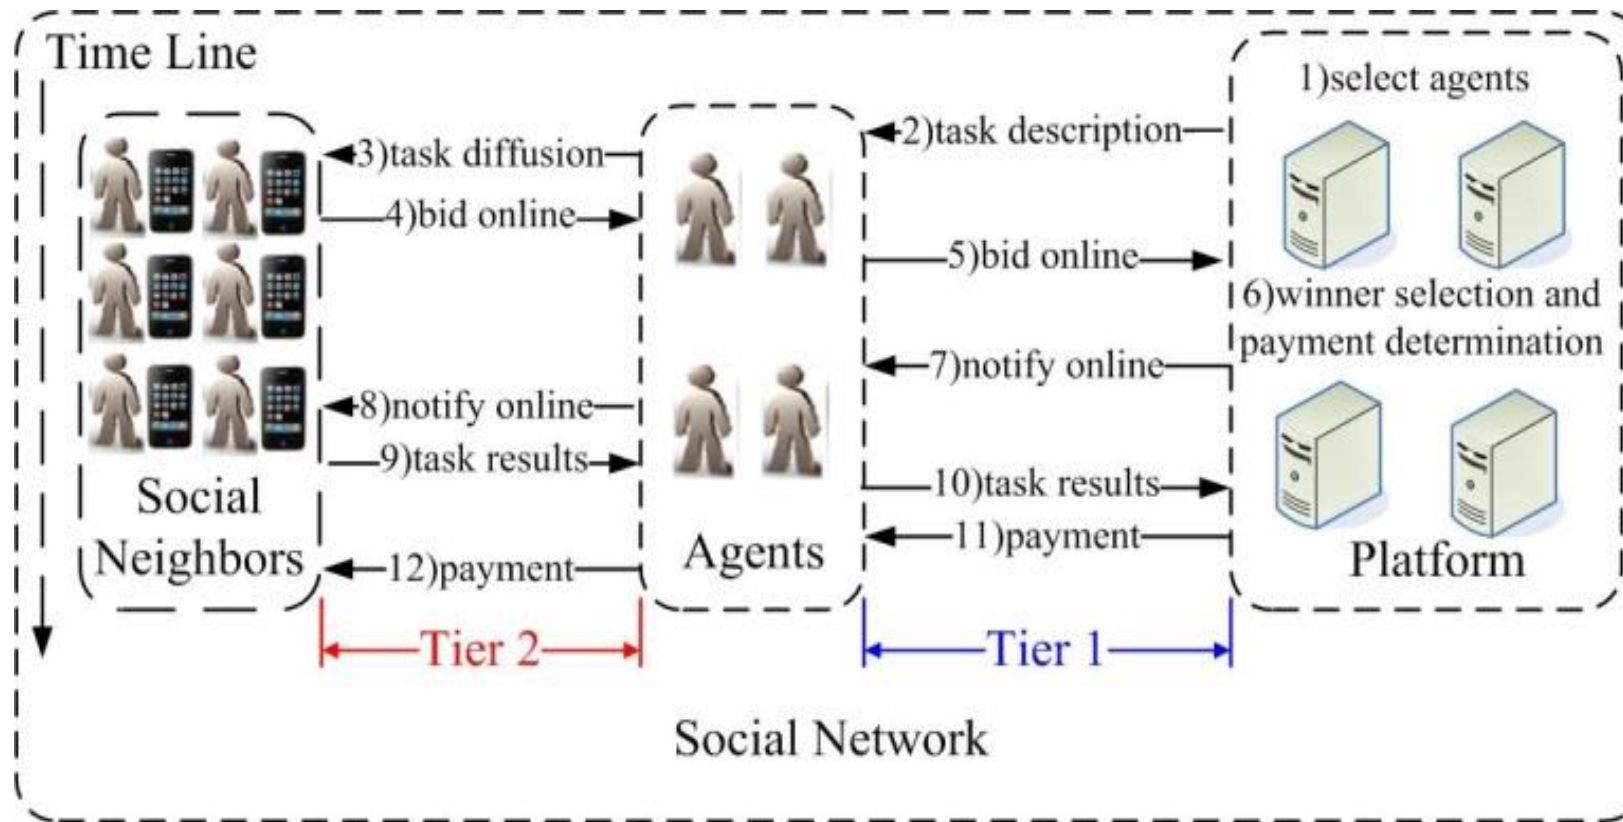 Time Line
1)select agents
2)task description
3)task diffusion
4)bid online
5)bid online
6)winner selection and
payment determination
7)notify online
8)notify online
9)task results
10)task results
11)payment
12)payment
Social
Neighbors
Agents
Platform
Tier 2
Tier 1
Social Network